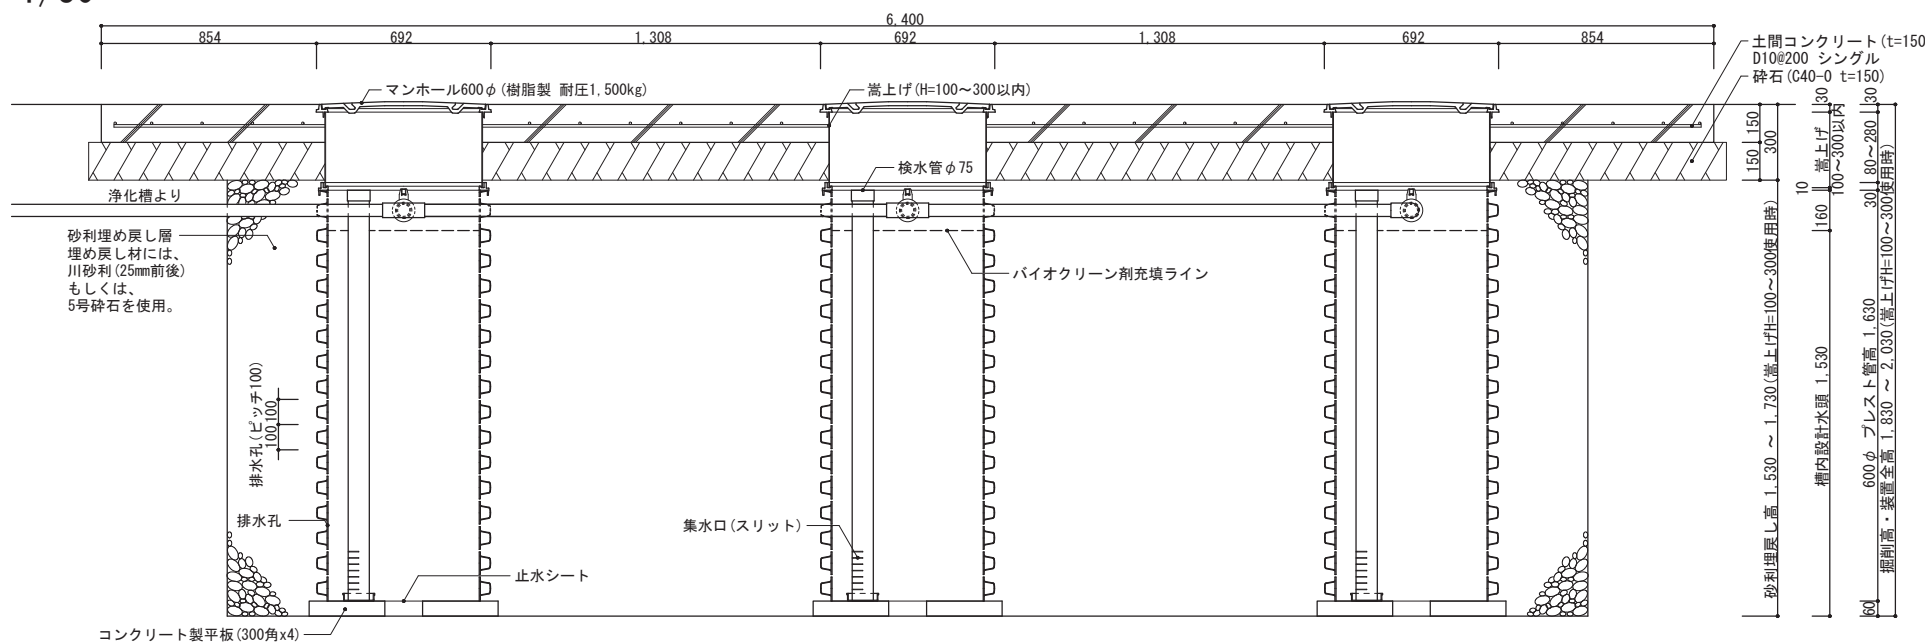 6,400
854
692
1,308
692
1,308
692
854
土間コンクリート(t=150
D10@200 シングル
砕石(C40-0 t=150)
マンホール600φ(樹脂製 耐圧1,500kg)
嵩上げ(H=100～300以内)
検水管φ75
浄化槽より
砂利埋め戻し層
埋め戻し材には、
川砂利(25mm前後)
もしくは、
5号砕石を使用。
バイオクリーン剤充填ライン
排水孔(ピッチ100)
100
100
排水孔
集水口(スリット)
止水シート
コンクリート製平板(300角x4)
150
150
300
砂利埋戻し高 1,530 ～ 1,730(嵩上げH=100～300使用時)
30
嵩上げ
100～300以内
10
160
槽内設計水頭 1,530
30
80～280
30
600φ プレスト管高 1,630
60
掘削高・装置全高 1,830 ～ 2,030(嵩上げH=100～300使用時)